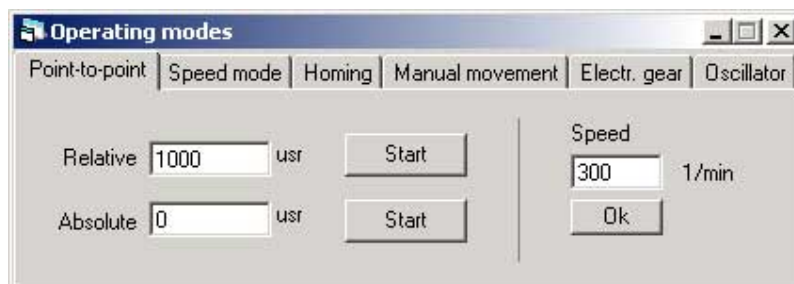 Operating modes
Point-to-point Speed mode Homing Manual movement Electr. gear Oscillator
Relative 1000 usr Start
Absolute 0 usr Start
Speed
300 1/min
Ok